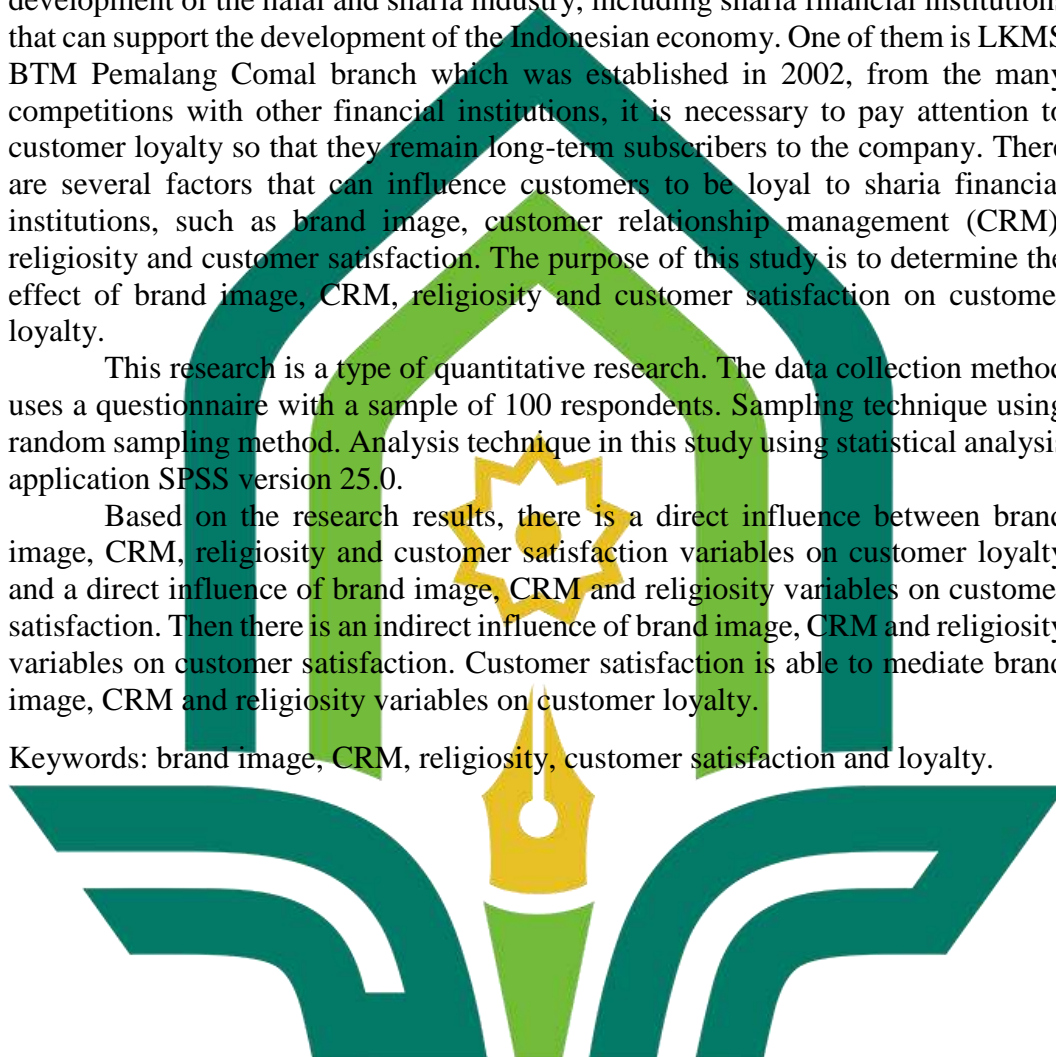 development of the halal and sharia industry, including sharia financial institutions
that can support the development of the Indonesian economy. One of them is LKMS
BTM Pemalang Comal branch which was established in 2002, from the many
competitions with other financial institutions, it is necessary to pay attention to
customer loyalty so that they remain long-term subscribers to the company. There
are several factors that can influence customers to be loyal to sharia financial
institutions, such as brand image, customer relationship management (CRM)
religiosity and customer satisfaction. The purpose of this study is to determine the
effect of brand image, CRM, religiosity and customer satisfaction on customer
loyalty.
This research is a type of quantitative research. The data collection method
uses a questionnaire with a sample of 100 respondents. Sampling technique using
random sampling method. Analysis technique in this study using statistical analysis
application SPSS version 25.0.
Based on the research results, there is a direct influence between brand
image, CRM, religiosity and customer satisfaction variables on customer loyalty
and a direct influence of brand image, CRM and religiosity variables on customer
satisfaction. Then there is an indirect influence of brand image, CRM and religiosity
variables on customer satisfaction. Customer satisfaction is able to mediate brand
image, CRM and religiosity variables on customer loyalty.
Keywords: brand image, CRM, religiosity, customer satisfaction and loyalty.